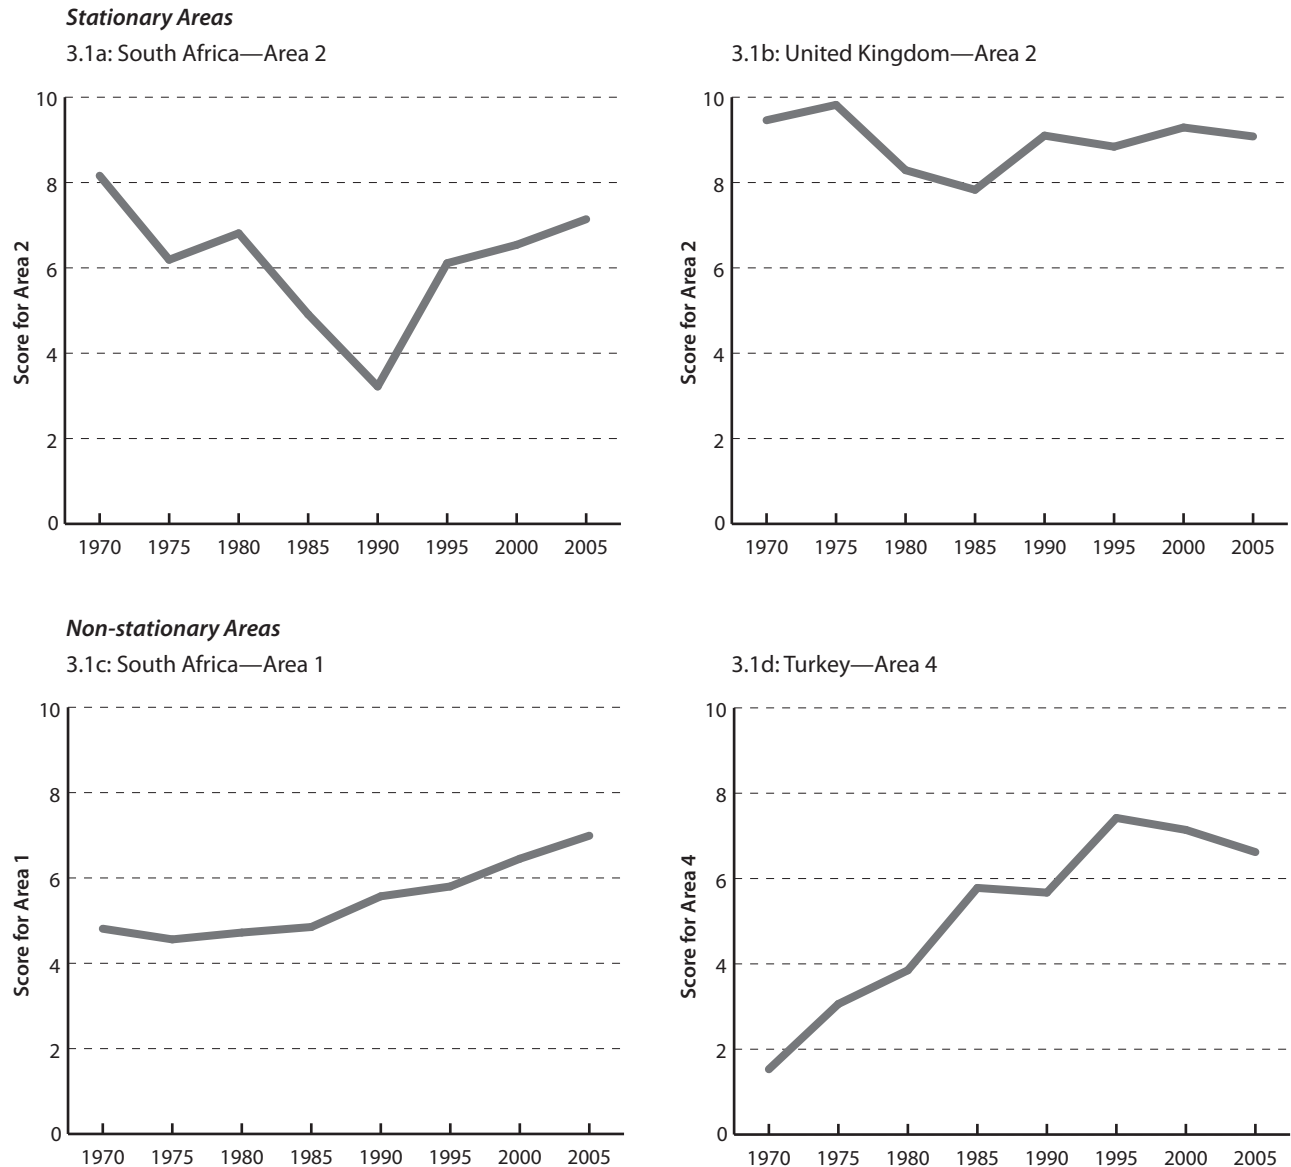 Stationary Areas
3.1a: South Africa—Area 2
3.1b: United Kingdom—Area 2
Score for Area 2
10
8
6
4
2
0
1970 1975 1980 1985 1990 1995 2000 2005
Score for Area 2
10
8
6
4
2
0
1970 1975 1980 1985 1990 1995 2000 2005
Non-stationary Areas
3.1c: South Africa—Area 1
3.1d: Turkey—Area 4
Score for Area 1
10
8
6
4
2
0
1970 1975 1980 1985 1990 1995 2000 2005
Score for Area 4
10
8
6
4
2
0
1970 1975 1980 1985 1990 1995 2000 2005